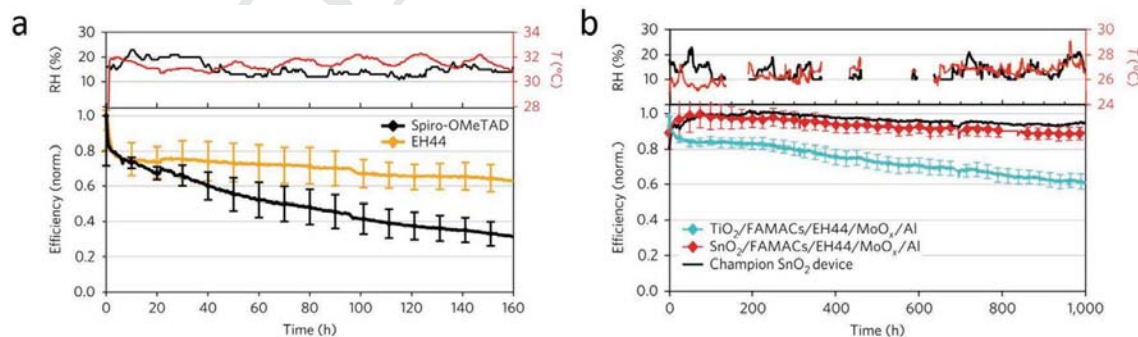 a
RH (%)
30
20
10
34
32
30
28
T (°C)
Efficiency (norm.)
1.0
0.8
0.6
0.4
0.2
0.0
Spiro-OMeTAD
EH44
0 20 40 60 80 100 120 140 160
Time (h)
b
RH (%)
30
20
10
30
28
26
24
T (°C)
Efficiency (norm.)
1.0
0.8
0.6
0.4
0.2
0.0
TiO₂/FAMACs/EH44/MoOₓ/Al
SnO₂/FAMACs/EH44/MoOₓ/Al
Champion SnO₂ device
0 200 400 600 800 1,000
Time (h)